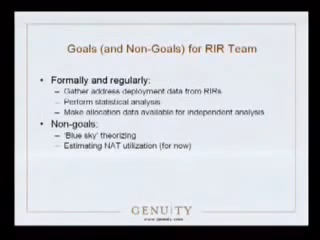 Goals (and Non-Goals) for RIR Team
• Formally and regularly:
– Gather address deployment data from RIRs
– Perform statistical analysis
– Make allocation data available for independent analysis
• Non-goals:
– 'Blue sky' theorizing
– Estimating NAT utilization (for now)
GENUITY
www.genuity.com